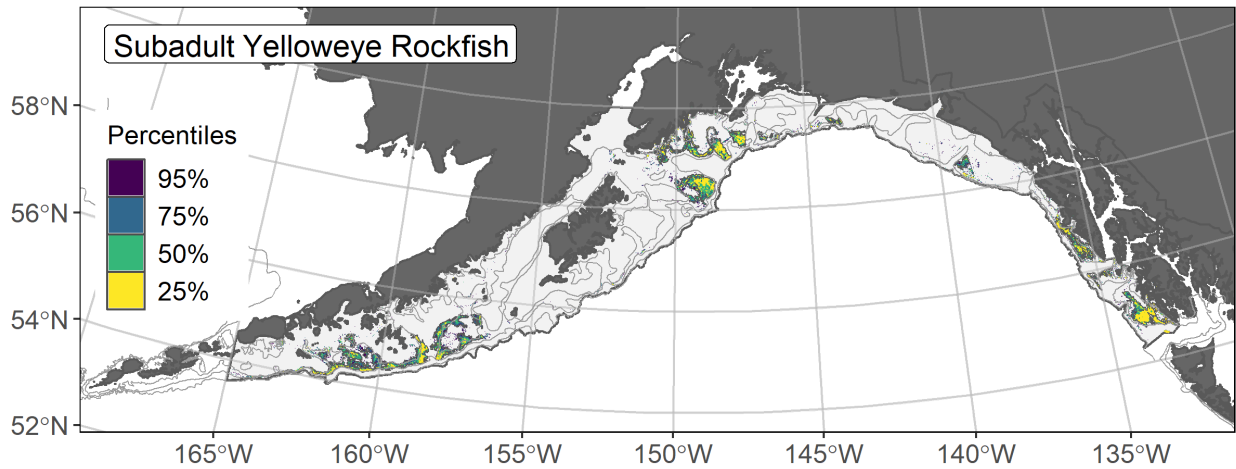 Subadult Yelloweye Rockfish
58°N
Percentiles
95%
56°N
75%
50%
25%
54°N
52°N
165°W 160°W 155°W 150°W 145°W 140°W 135°W